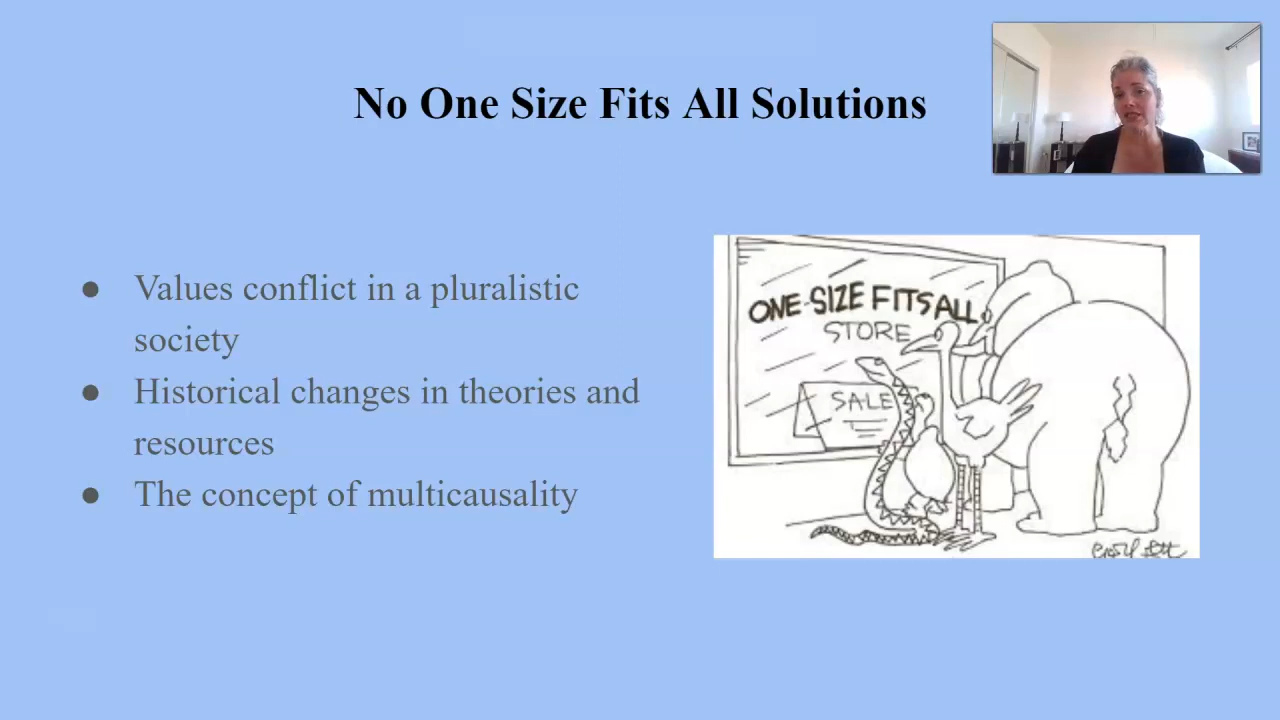 No One Size Fits All Solutions
● Values conflict in a pluralistic
society
● Historical changes in theories and
resources
● The concept of multicausality
ONE-SIZE FITS ALL
STORE
SALE